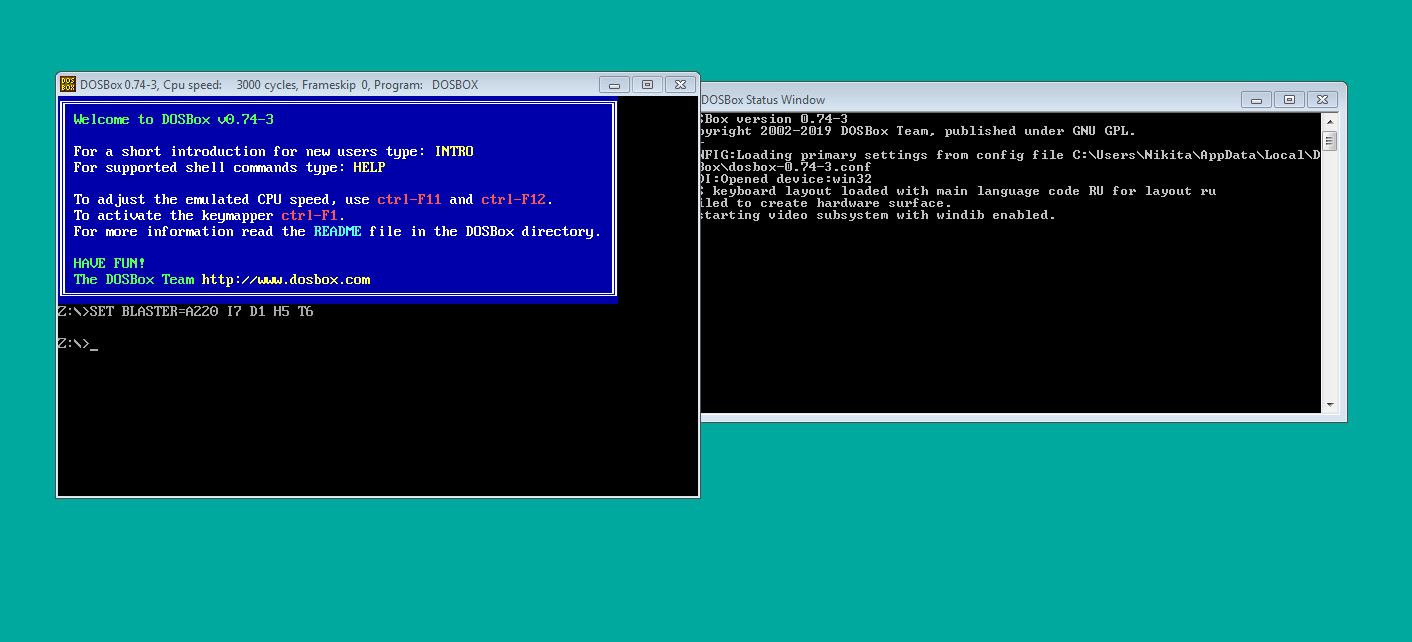 DOSBox 0.74-3, Cpu speed: 3000 cycles, Frameskip 0, Program: DOSBOX
Welcome to DOSBox v0.74-3
For a short introduction for new users type: INTRO
For supported shell commands type: HELP
To adjust the emulated CPU speed, use ctrl-F11 and ctrl-F12.
To activate the keymapper ctrl-F1.
For more information read the README file in the DOSBox directory.
HAVE FUN!
The DOSBox Team http://www.dosbox.com
Z:\>SET BLASTER=A220 I7 D1 H5 T6
Z:\>_
DOSBox Status Window
SBox version 0.74-3
pyright 2002-2019 DOSBox Team, published under GNU GPL.
-
NFIG:Loading primary settings from config file C:\Users\Nikita\AppData\Local\D
Box\dosbox-0.74-3.conf
DI:Opened device:win32
S keyboard layout loaded with main language code RU for layout ru
iled to create hardware surface.
starting video subsystem with windib enabled.